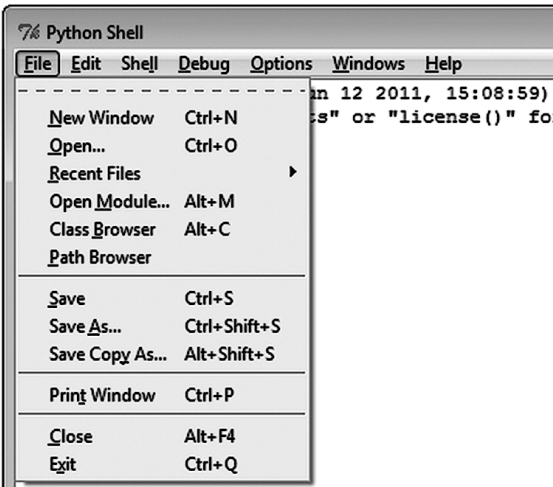 Python Shell
File Edit Shell Debug Options Windows Help
un 12 2011, 15:08:59)
ts" or "license()" fo
New Window Ctrl+N
Open... Ctrl+O
Recent Files
Open Module... Alt+M
Class Browser Alt+C
Path Browser
Save Ctrl+S
Save As... Ctrl+Shift+S
Save Copy As... Alt+Shift+S
Print Window Ctrl+P
Close Alt+F4
Exit Ctrl+Q